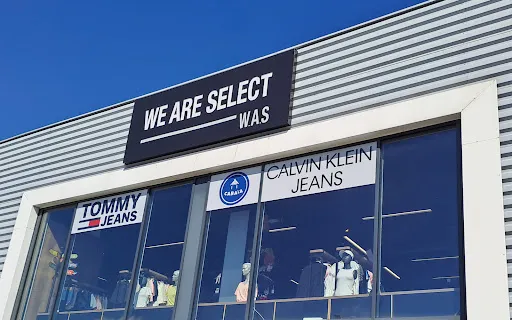 WE ARE SELECT
W.A.S
TOMMY
JEANS
CABAÏA
CALVIN KLEIN
JEANS